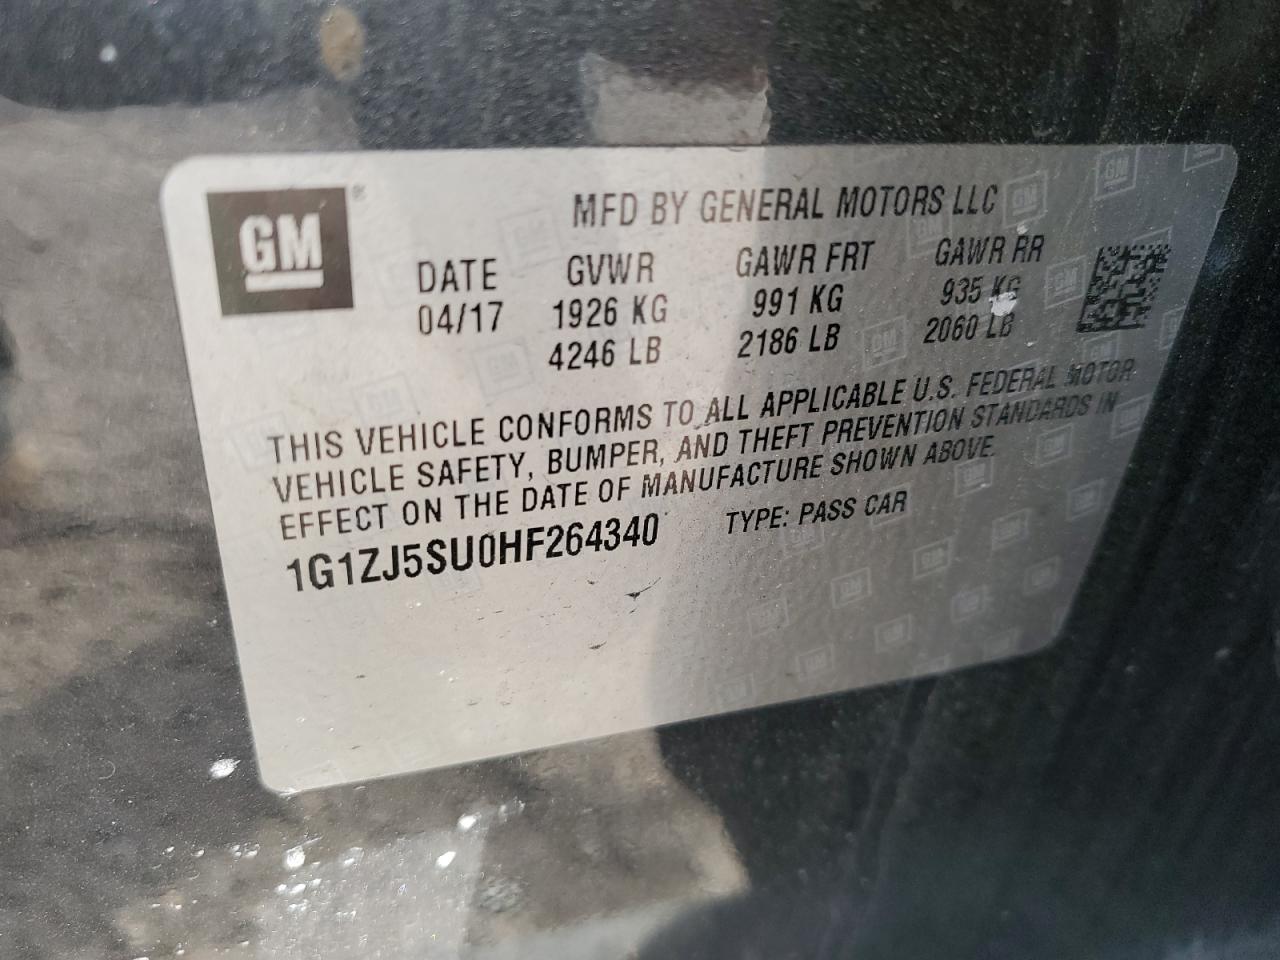 GM®
MFD BY GENERAL MOTORS LLC
DATE GVWR GAWR FRT GAWR RR
04/17 1926 KG 991 KG 935 KG
4246 LB 2186 LB 2060 LB
THIS VEHICLE CONFORMS TO ALL APPLICABLE U.S. FEDERAL MOTOR
VEHICLE SAFETY, BUMPER, AND THEFT PREVENTION STANDARDS IN
EFFECT ON THE DATE OF MANUFACTURE SHOWN ABOVE.
1G1ZJ5SU0HF264340 TYPE: PASS CAR